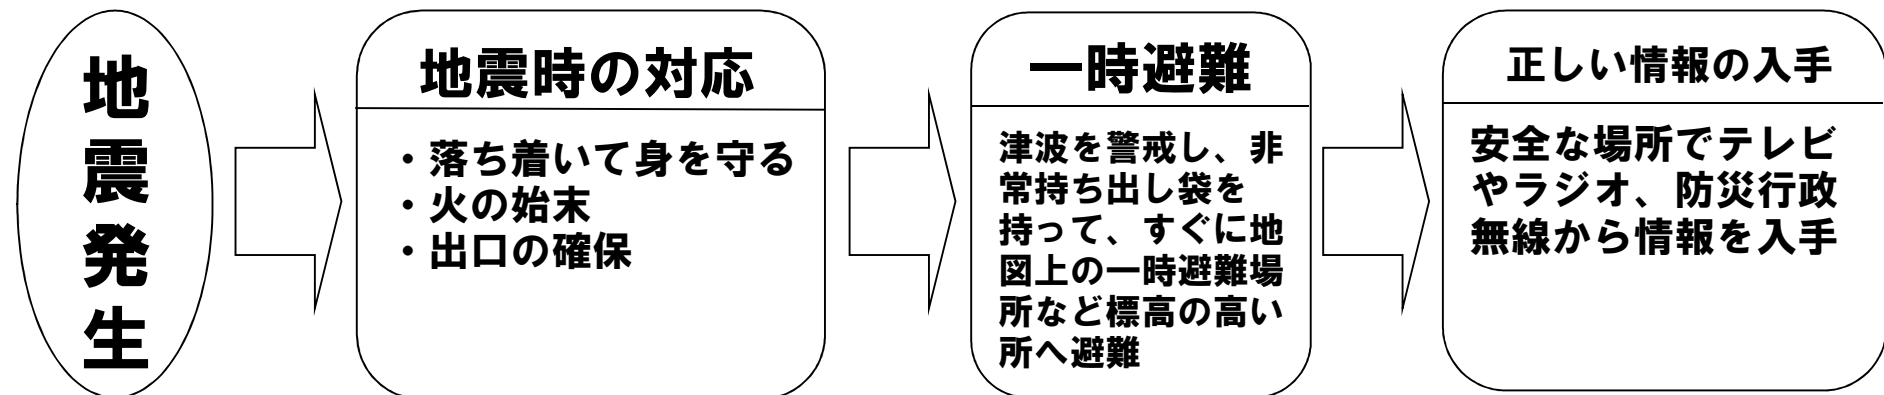 地震発生
地震時の対応
・落ち着いて身を守る
・火の始末
・出口の確保
一時避難
津波を警戒し、非
常持ち出し袋を
持って、すぐに地
図上の一時避難場
所など標高の高い
所へ避難
正しい情報の入手
安全な場所でテレビ
やラジオ、防災行政
無線から情報を入手